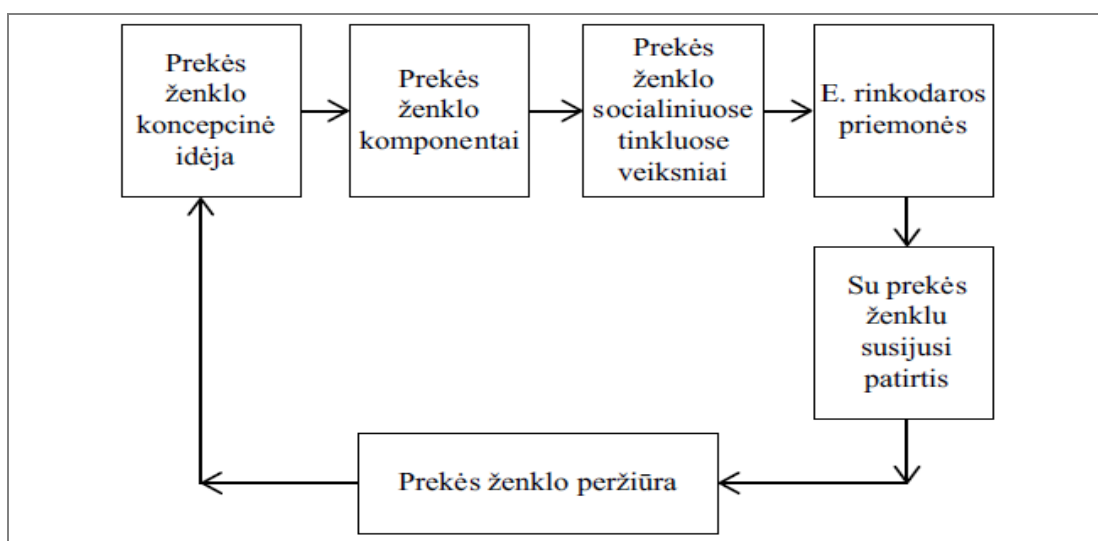 Prekės
ženklo
koncepcinė
idėja
Prekės
ženklo
komponentai
Prekės
ženklo
socialiniuose
tinkluose
veiksniai
E. rinkodaros
priemonės
Su prekės
ženklu
susijusi
patirtis
Prekės ženklo peržiūra